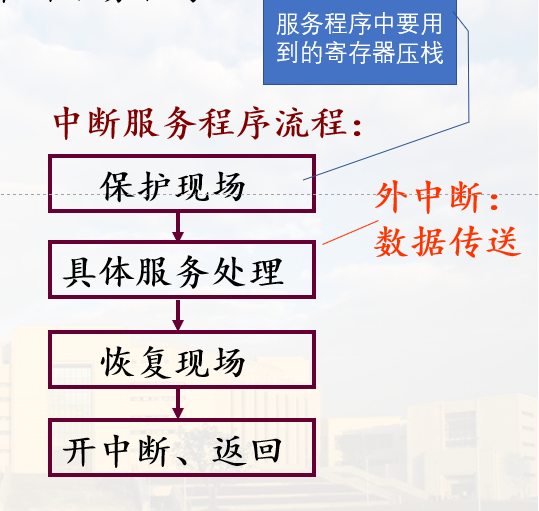 服务程序中要用
到的寄存器压栈
中断服务程序流程：
保护现场
外中断：
数据传送
具体服务处理
恢复现场
开中断、返回